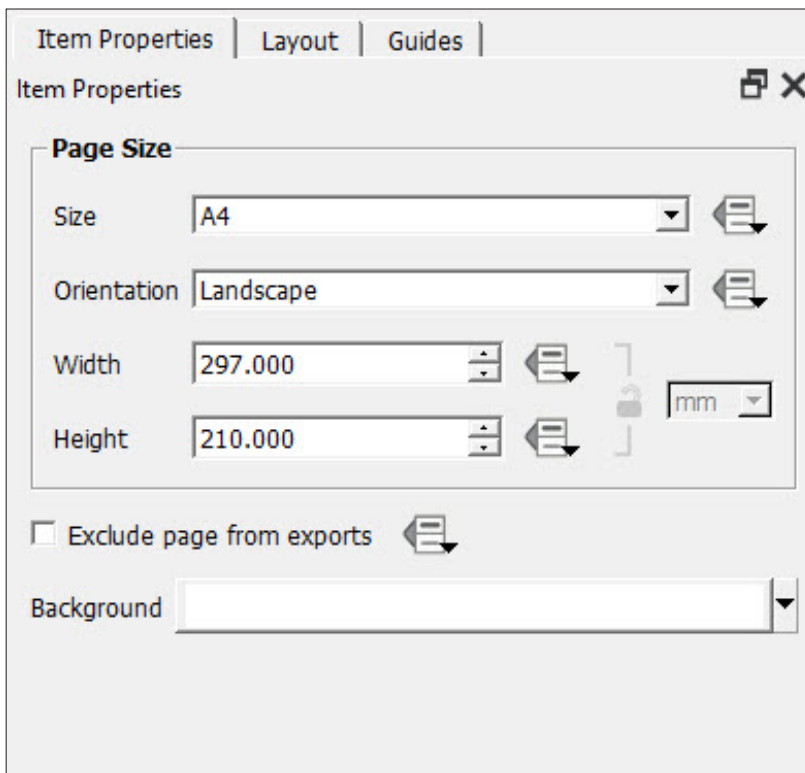 Item Properties Layout Guides
Item Properties
Page Size
Size A4
Orientation Landscape
Width 297.000
mm
Height 210.000
Exclude page from exports
Background